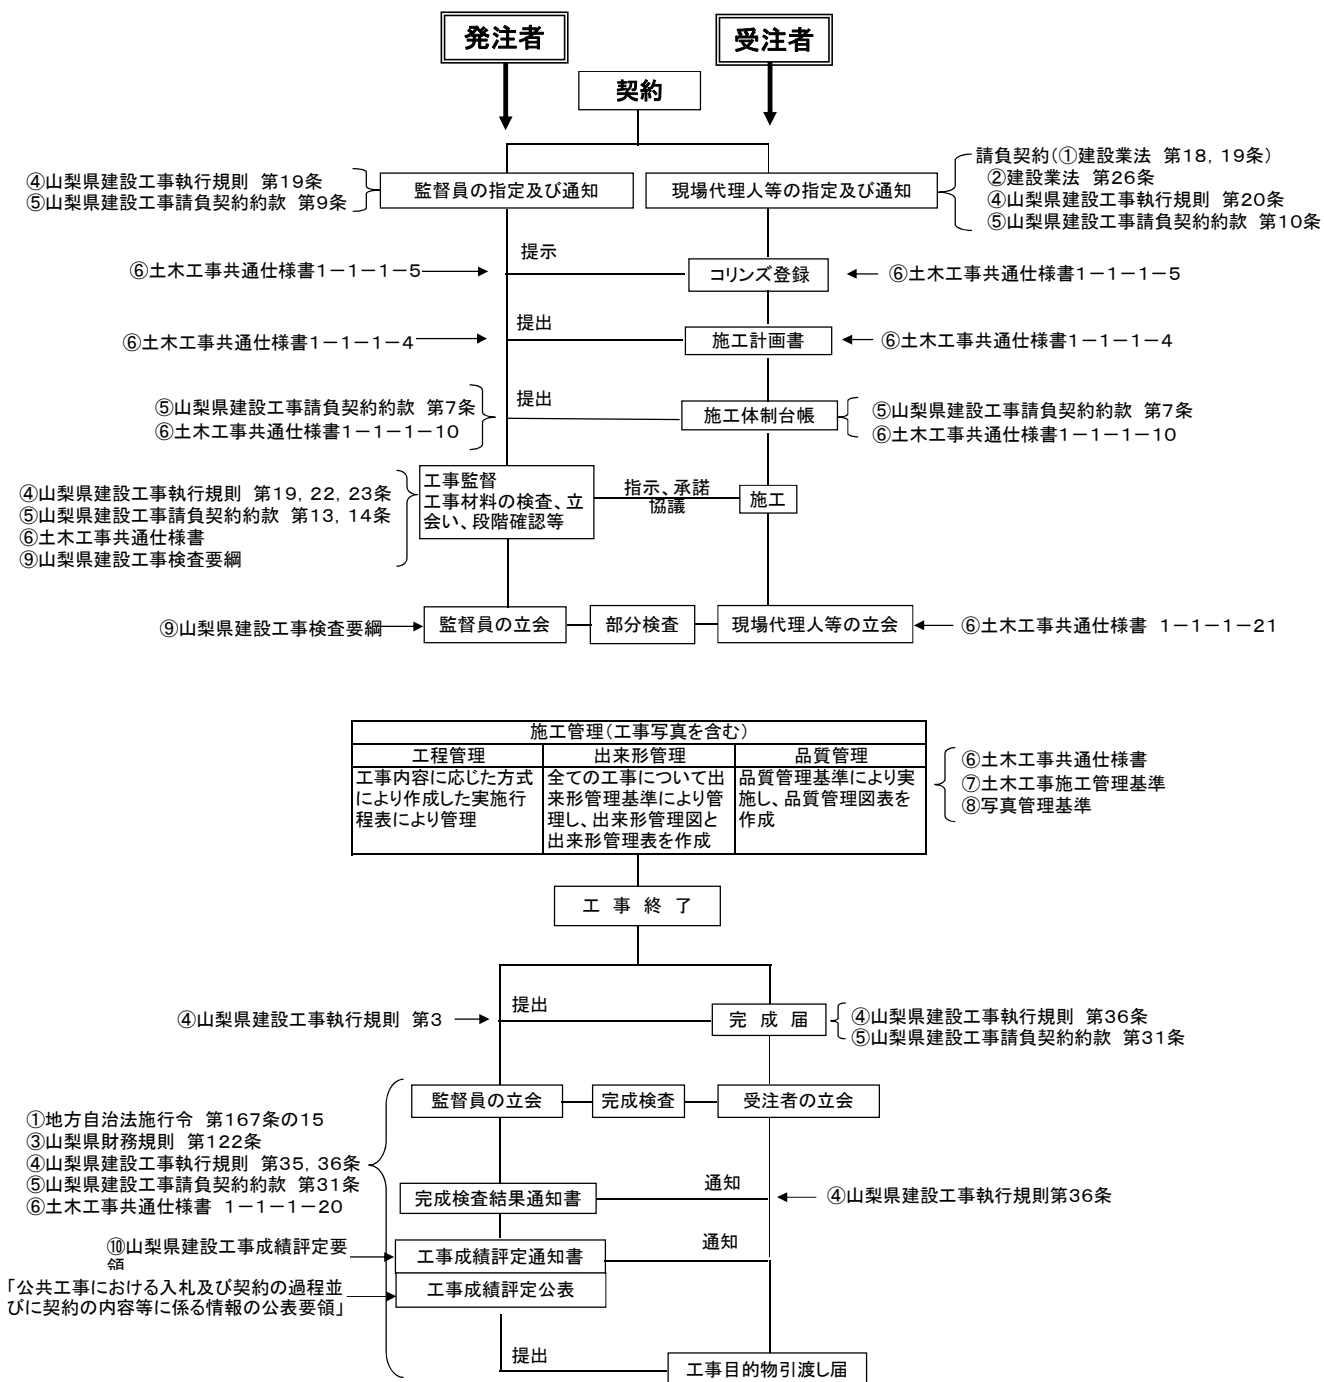 発注者
受注者
契約
④山梨県建設工事執行規則 第19条
⑤山梨県建設工事請負契約約款 第9条
監督員の指定及び通知
現場代理人等の指定及び通知
請負契約(①建設業法 第18,19条)
②建設業法 第26条
④山梨県建設工事執行規則 第20条
⑤山梨県建設工事請負契約約款 第10条
提示
⑥土木工事共通仕様書1-1-1-5
コリンズ登録
⑥土木工事共通仕様書1-1-1-5
提出
⑥土木工事共通仕様書1-1-1-4
施工計画書
⑥土木工事共通仕様書1-1-1-4
提出
⑤山梨県建設工事請負契約約款 第7条
⑥土木工事共通仕様書1-1-1-10
施工体制台帳
⑤山梨県建設工事請負契約約款 第7条
⑥土木工事共通仕様書1-1-1-10
④山梨県建設工事執行規則 第19,22,23条
⑤山梨県建設工事請負契約約款 第13,14条
⑥土木工事共通仕様書
⑨山梨県建設工事検査要綱
工事監督
工事材料の検査、立
会い、段階確認等
指示、承諾
協議
施工
⑨山梨県建設工事検査要綱
監督員の立会
部分検査
現場代理人等の立会
⑥土木工事共通仕様書 1-1-1-21
施工管理(工事写真を含む)
工程管理
出来形管理
品質管理
工事内容に応じた方式
により作成した実施行
程表により管理
全ての工事について出
来形管理基準により管
理し、出来形管理図と
出来形管理表を作成
品質管理基準により実
施し、品質管理図表を
作成
⑥土木工事共通仕様書
⑦土木工事施工管理基準
⑧写真管理基準
工 事 終 了
提出
④山梨県建設工事執行規則 第3
完 成 届
④山梨県建設工事執行規則 第36条
⑤山梨県建設工事請負契約約款 第31条
監督員の立会
完成検査
受注者の立会
①地方自治法施行令 第167条の15
③山梨県財務規則 第122条
④山梨県建設工事執行規則 第35,36条
⑤山梨県建設工事請負契約約款 第31条
⑥土木工事共通仕様書 1-1-1-20
完成検査結果通知書
通知
④山梨県建設工事執行規則第36条
⑩山梨県建設工事成績評定要
領
工事成績評定通知書
通知
「公共工事における入札及び契約の過程並
びに契約の内容等に係る情報の公表要領」
工事成績評定公表
提出
工事目的物引渡し届